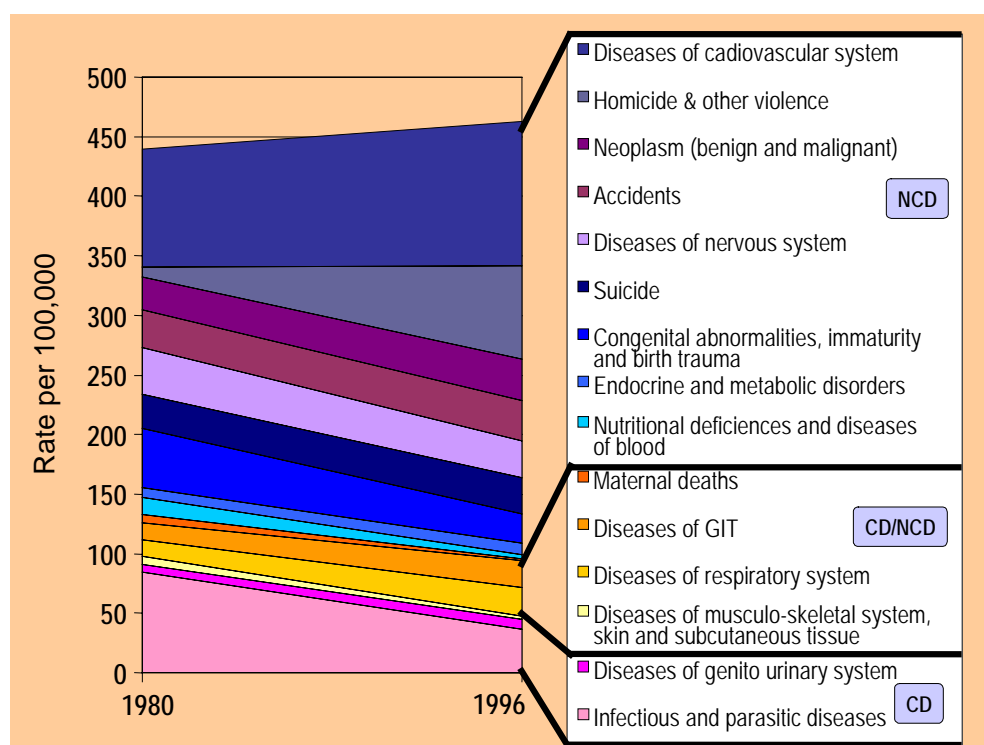 Rate per 100,000
500
450
400
350
300
250
200
150
100
50
0
1980
1996
Diseases of cadiovascular system
Homicide & other violence
Neoplasm (benign and malignant)
Accidents
NCD
Diseases of nervous system
Suicide
Congenital abnormalities, immaturity
and birth trauma
Endocrine and metabolic disorders
Nutritional deficiences and diseases
of blood
Maternal deaths
Diseases of GIT
CD/NCD
Diseases of respiratory system
Diseases of musculo-skeletal system,
skin and subcutaneous tissue
Diseases of genito urinary system
Infectious and parasitic diseases
CD